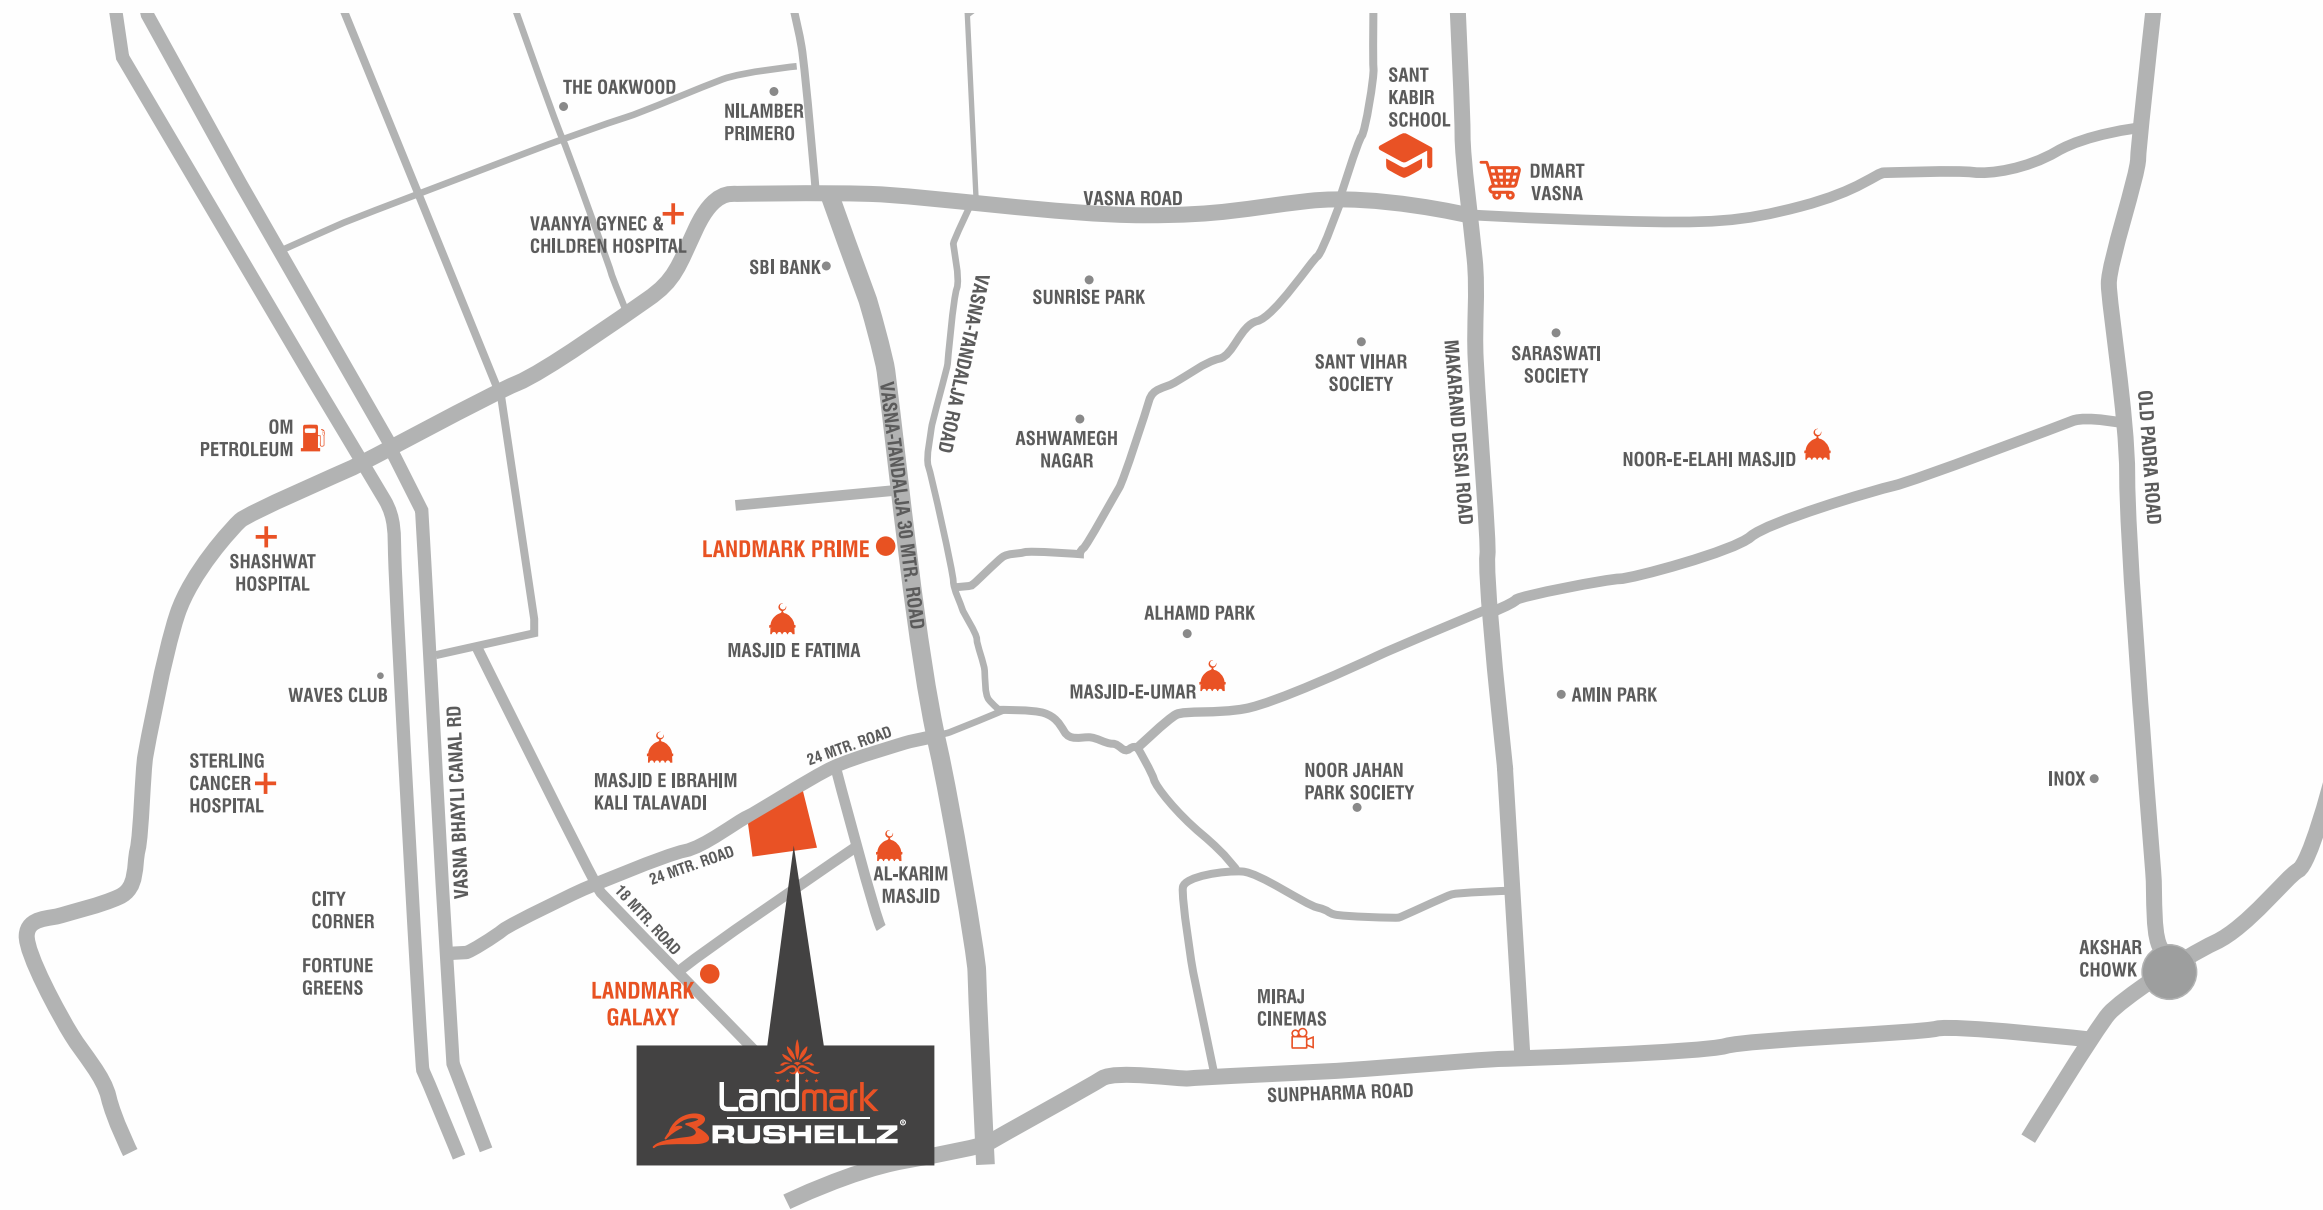 THE OAKWOOD
NILAMBER
PRIMERO
SANT
KABIR
SCHOOL
DMART
VASNA
VASNA ROAD
VAANYA GYNEC &
CHILDREN HOSPITAL
SBI BANK
SUNRISE PARK
VASNA-TANDALJA ROAD
SANT VIHAR
SOCIETY
SARASWATI
SOCIETY
MAKARAND DESAI ROAD
OLD PADRA ROAD
VASNA-TANDALJA 30 MTR. ROAD
OM
PETROLEUM
ASHWAMEGH
NAGAR
NOOR-E-ELAHI MASJID
SHASHWAT
HOSPITAL
LANDMARK PRIME
MASJID E FATIMA
ALHAMD PARK
MASJID-E-UMAR
AMIN PARK
WAVES CLUB
VASNA BHAYLI CANAL RD
24 MTR. ROAD
MASJID E IBRAHIM
KALI TALAVADI
STERLING
CANCER
HOSPITAL
NOOR JAHAN
PARK SOCIETY
INOX
24 MTR. ROAD
AL-KARIM
MASJID
18 MTR. ROAD
CITY
CORNER
FORTUNE
GREENS
AKSHAR
CHOWK
LANDMARK
GALAXY
MIRAJ
CINEMAS
SUNPHARMA ROAD
Landmark
BRUSHELLZ®